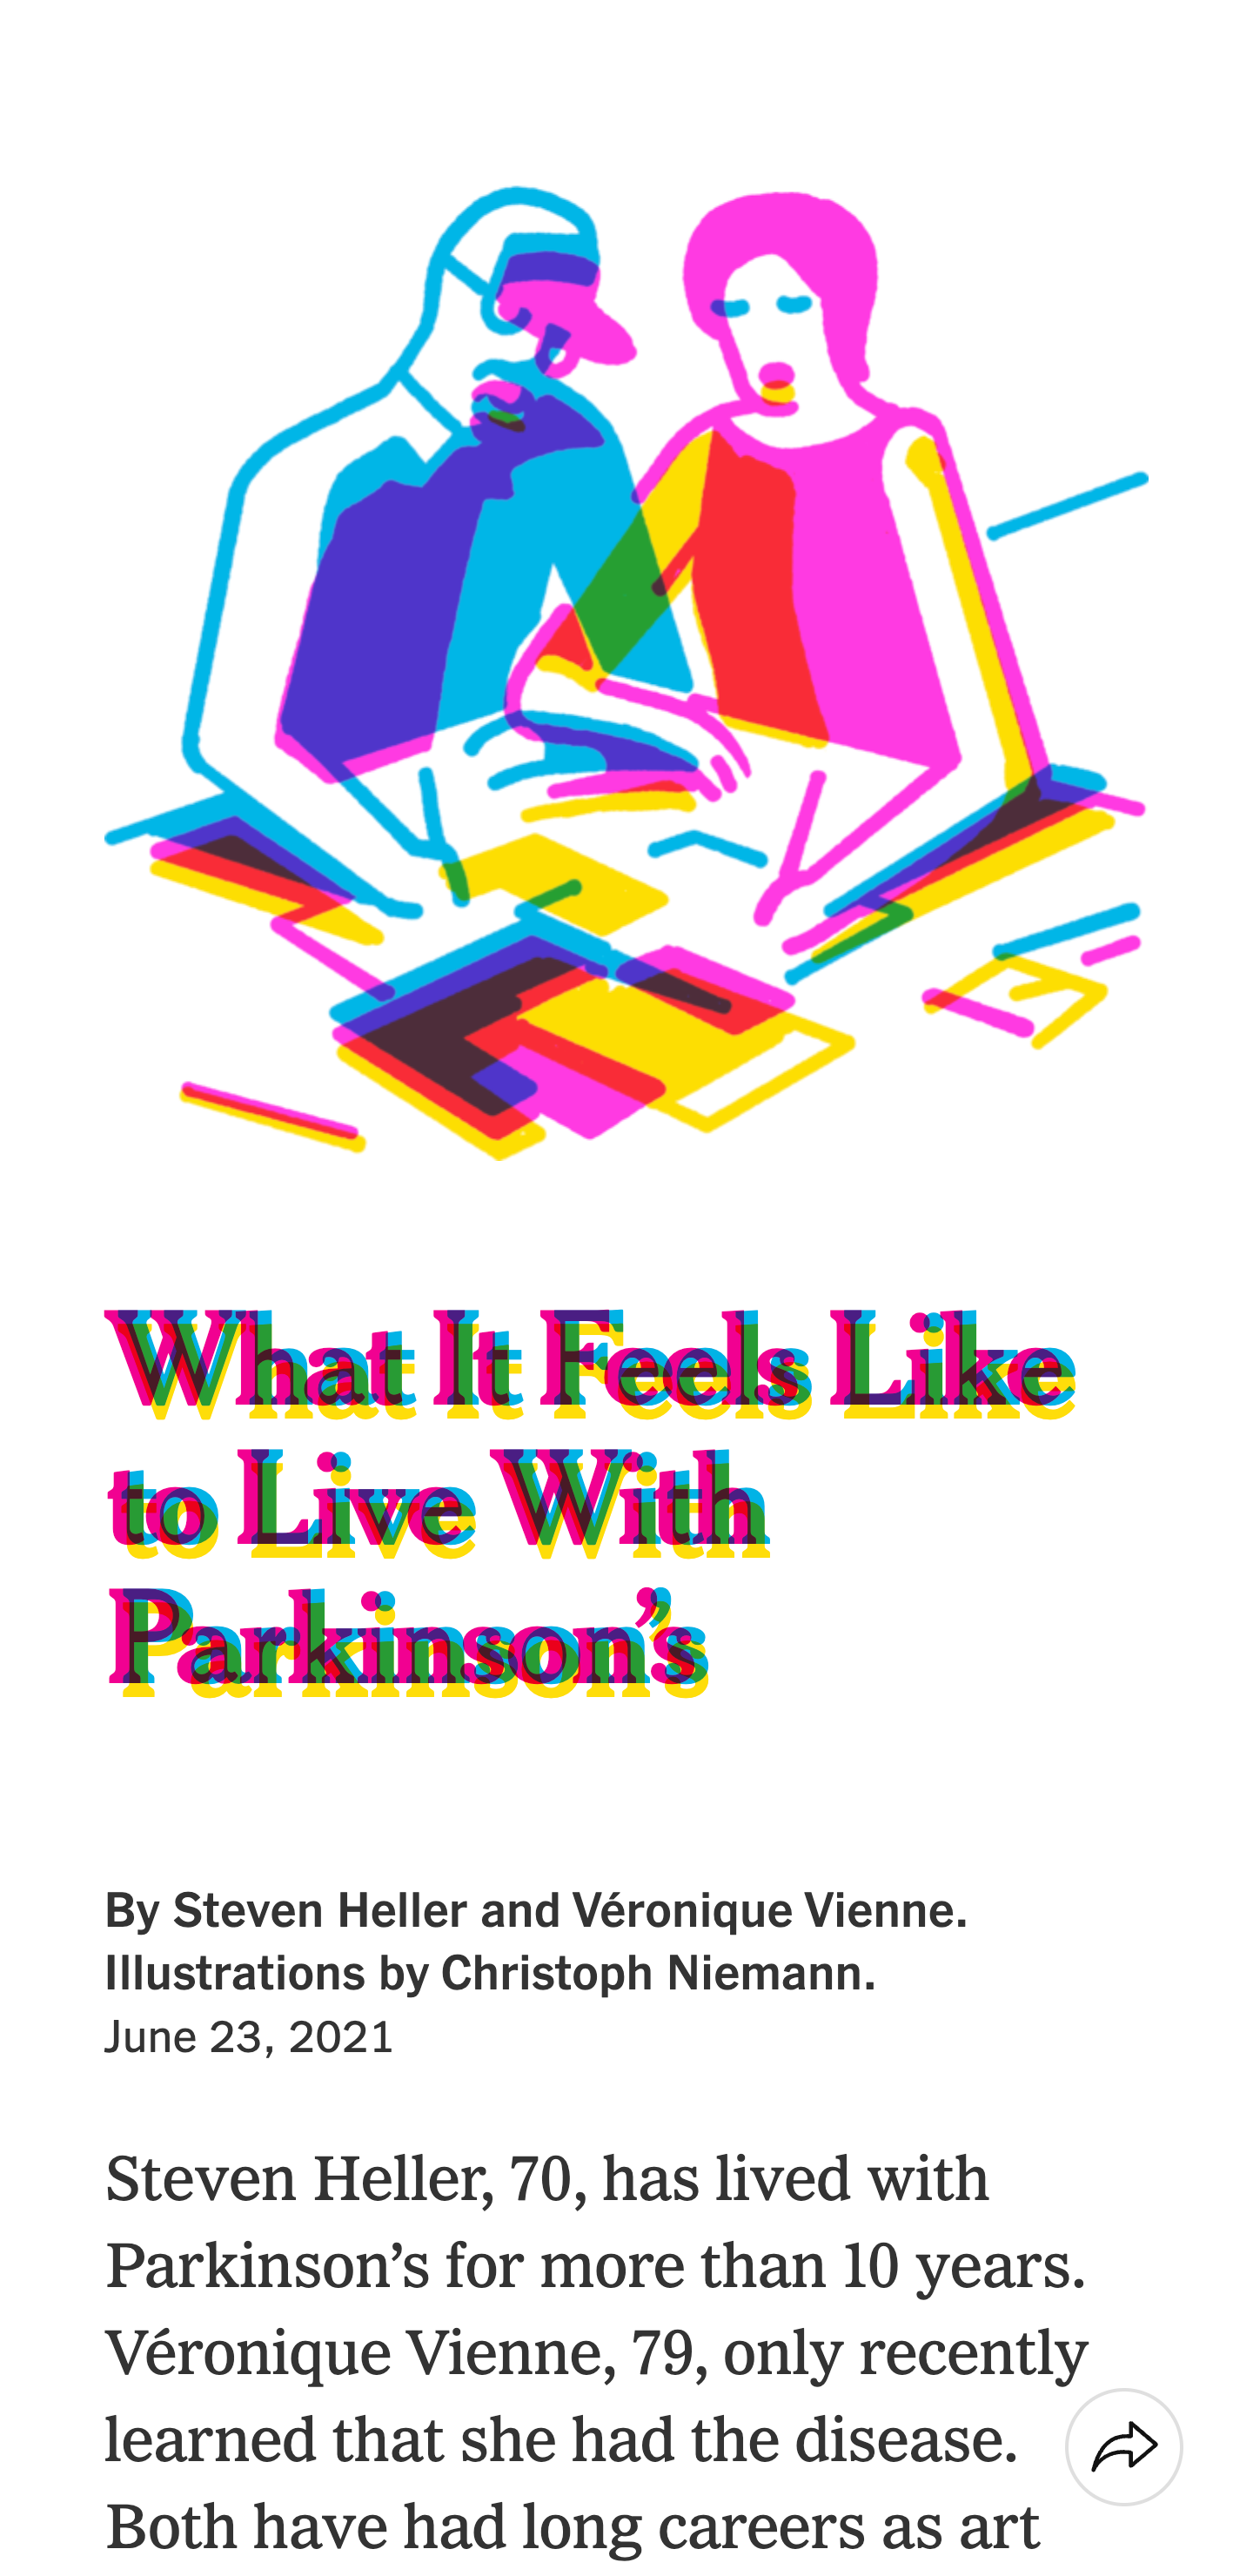 What It Feels Like
to Live With
Parkinson’s
By Steven Heller and Véronique Vienne.
Illustrations by Christoph Niemann.
June 23, 2021
Steven Heller, 70, has lived with
Parkinson’s for more than 10 years.
Véronique Vienne, 79, only recently
learned that she had the disease.
Both have had long careers as art